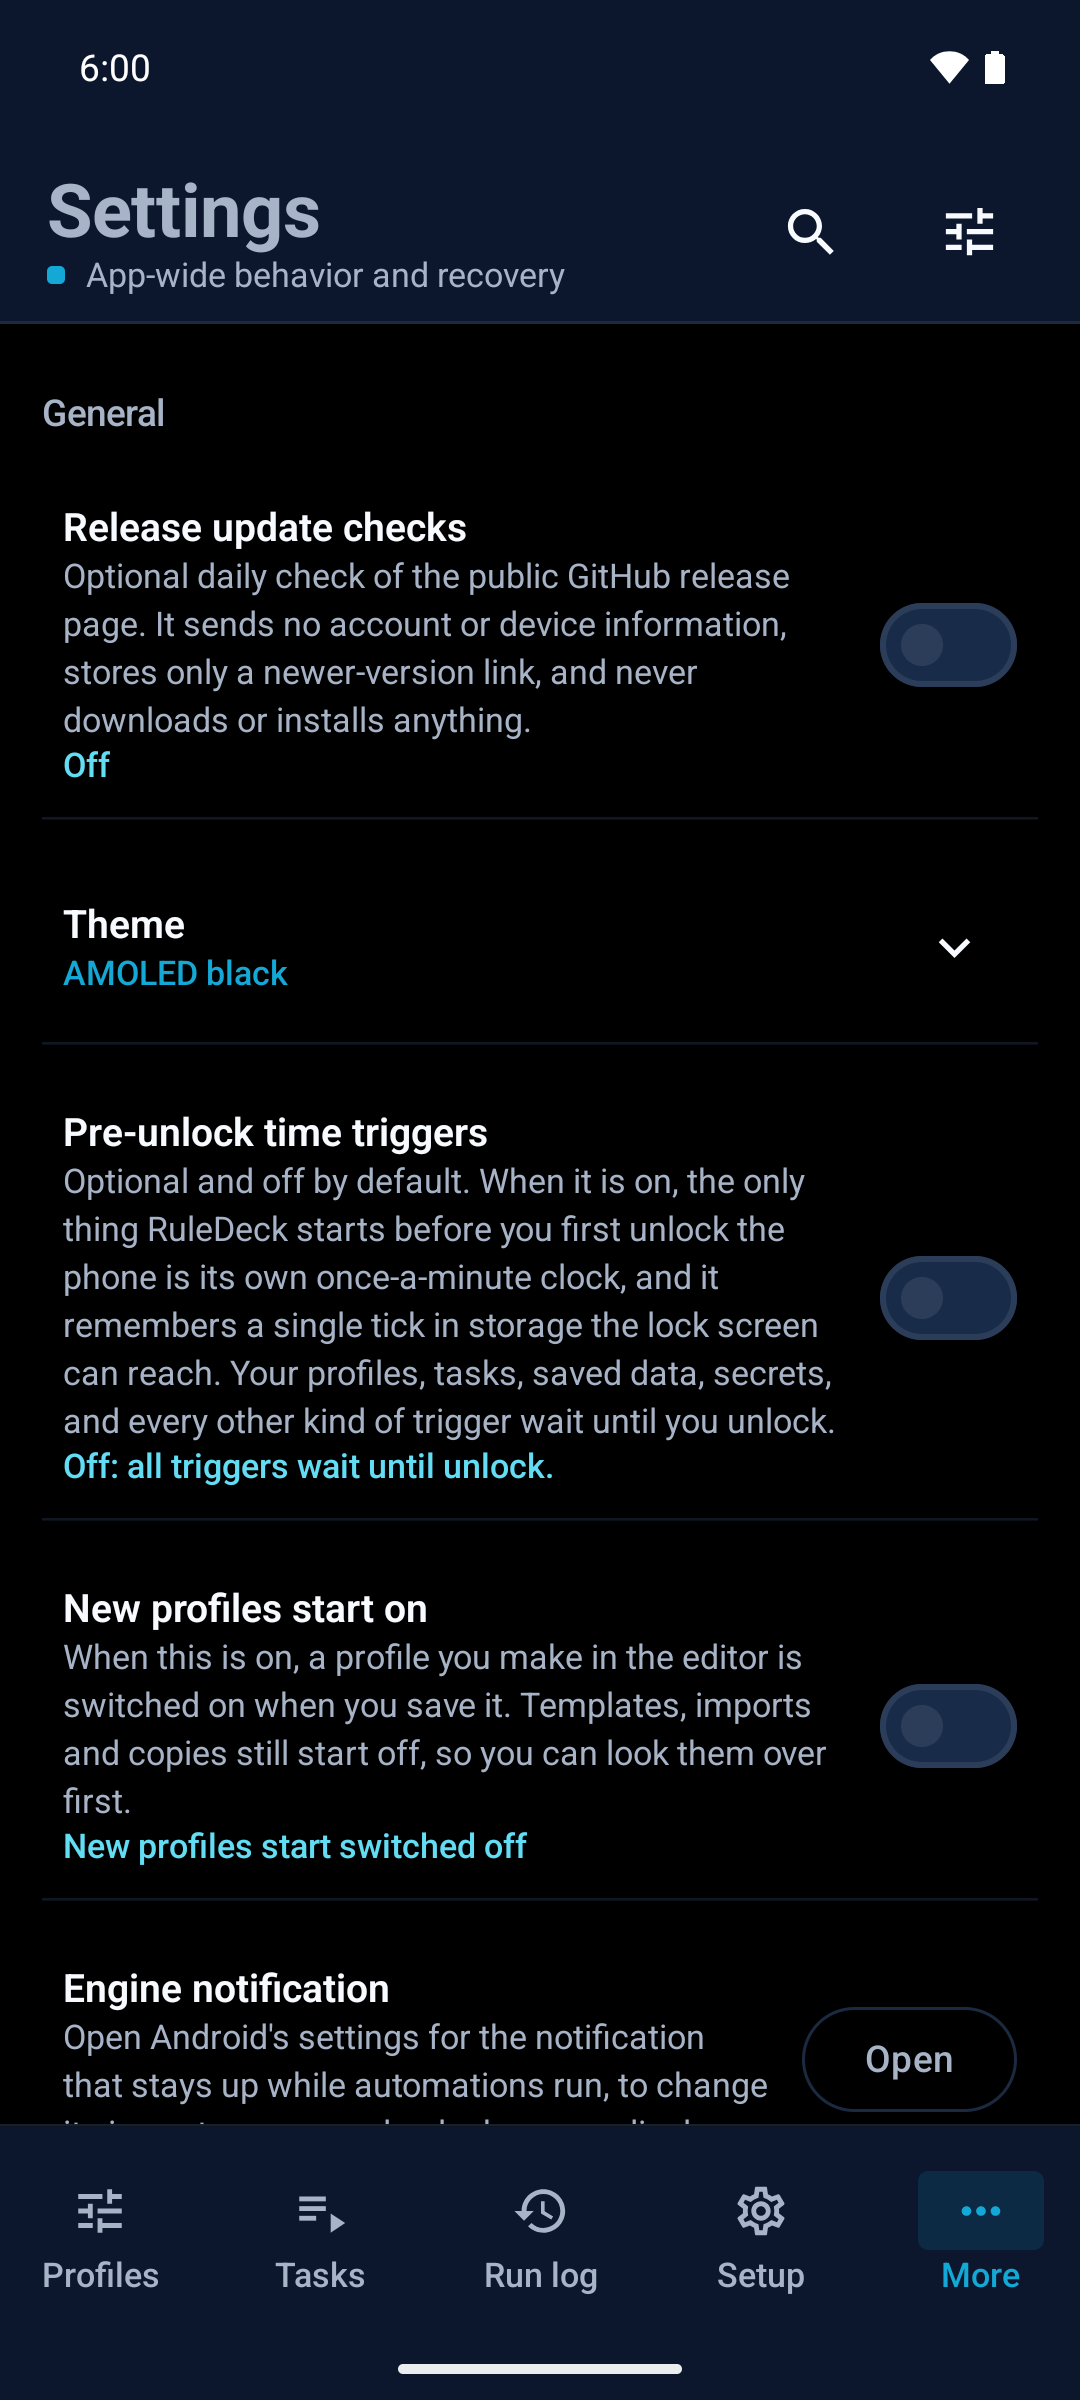 6:00
Settings
App-wide behavior and recovery
General
Release update checks
Optional daily check of the public GitHub release
page. It sends no account or device information,
stores only a newer-version link, and never
downloads or installs anything.
Off
Theme
AMOLED black
Pre-unlock time triggers
Optional and off by default. When it is on, the only
thing RuleDeck starts before you first unlock the
phone is its own once-a-minute clock, and it
remembers a single tick in storage the lock screen
can reach. Your profiles, tasks, saved data, secrets,
and every other kind of trigger wait until you unlock.
Off: all triggers wait until unlock.
New profiles start on
When this is on, a profile you make in the editor is
switched on when you save it. Templates, imports
and copies still start off, so you can look them over
first.
New profiles start switched off
Engine notification
Open Android's settings for the notification
that stays up while automations run, to change
Open
Profiles
Tasks
Run log
Setup
More